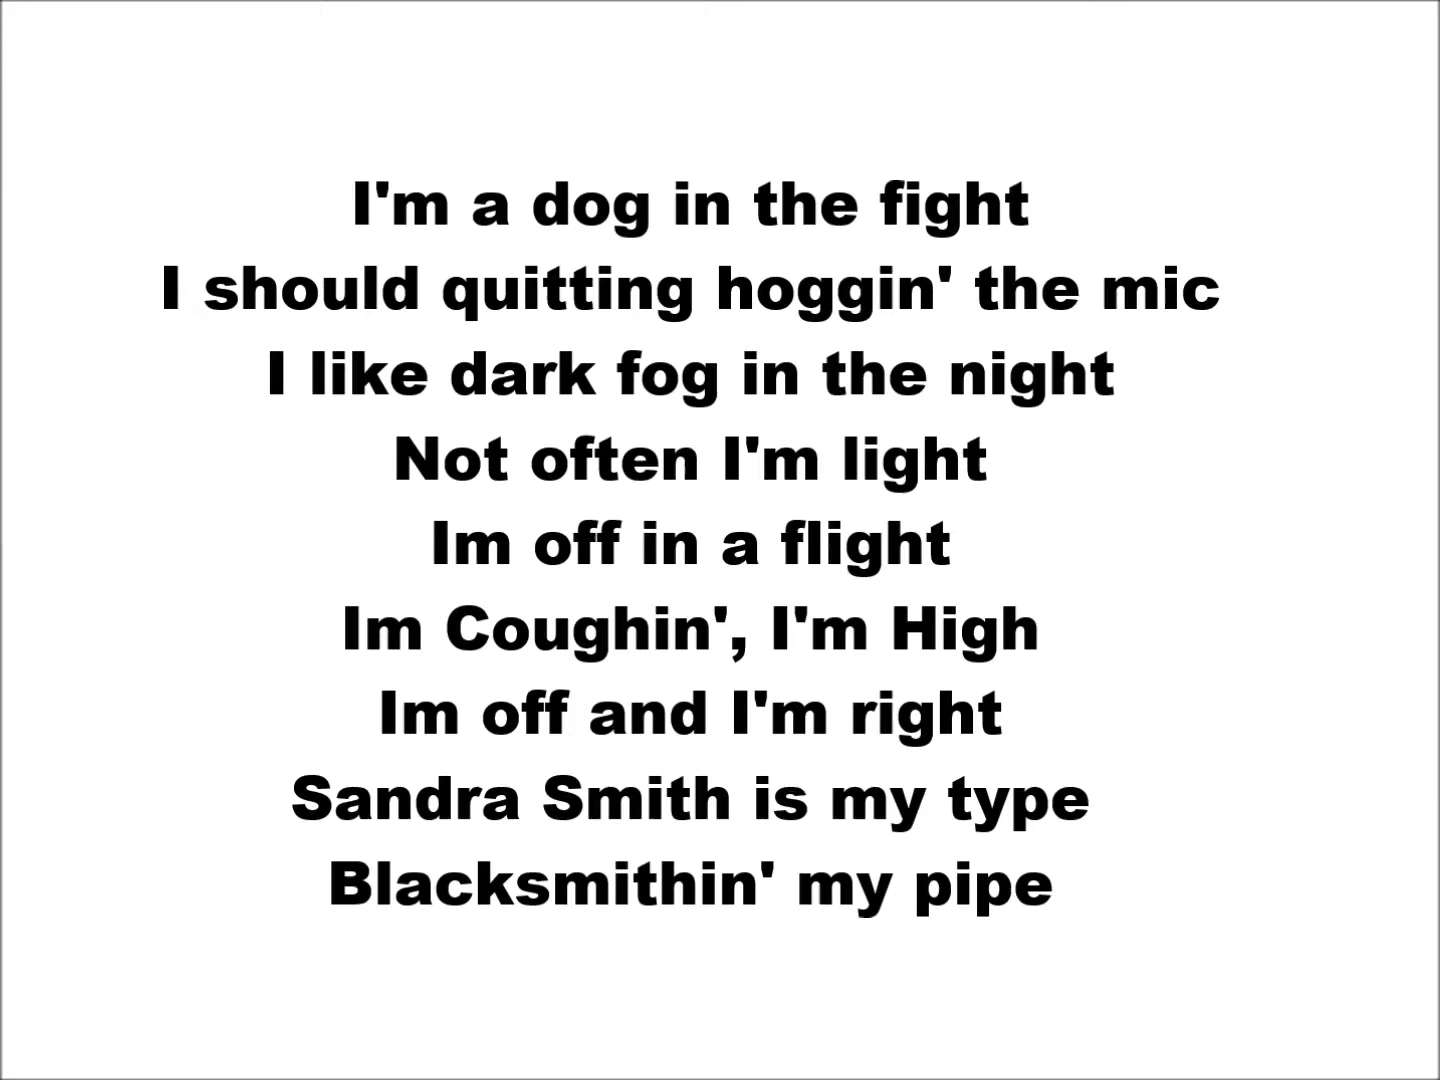 I'm a dog in the fight
I should quitting hoggin' the mic
I like dark fog in the night
Not often I'm light
Im off in a flight
Im Coughin', I'm High
Im off and I'm right
Sandra Smith is my type
Blacksmithin' my pipe